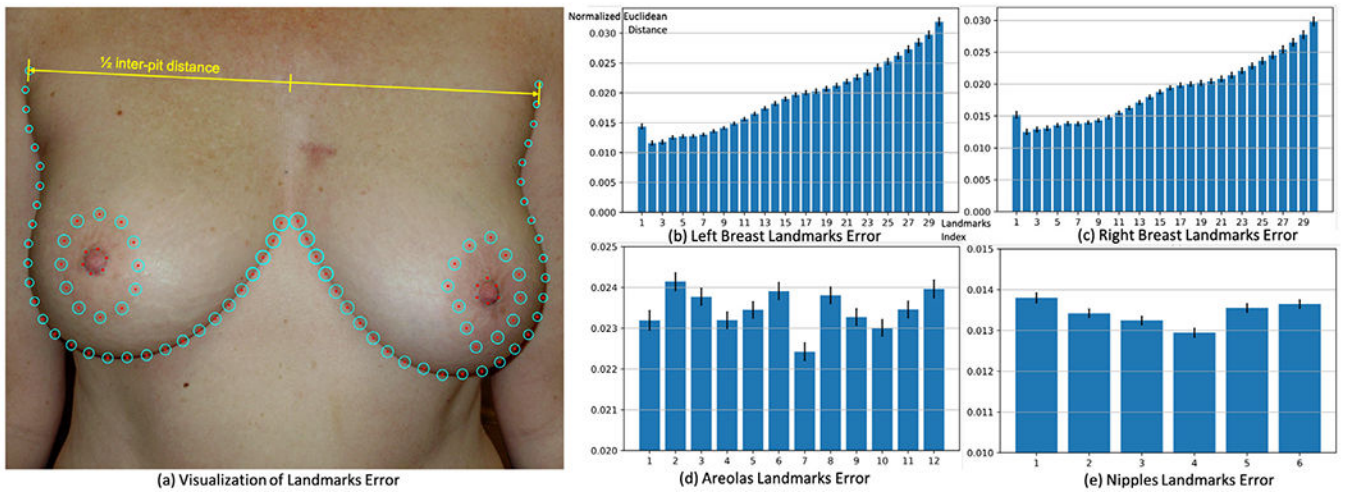 ½ inter-pit distance
(a) Visualization of Landmarks Error
Normalized Euclidean
Distance
0.030
0.025
0.020
0.015
0.010
0.005
0.000
1 3 5 7 9 11 13 15 17 19 21 23 25 27 29
Landmarks
Index
(b) Left Breast Landmarks Error
0.030
0.025
0.020
0.015
0.010
0.005
0.000
1 3 5 7 9 11 13 15 17 19 21 23 25 27 29
(c) Right Breast Landmarks Error
0.025
0.024
0.023
0.022
0.021
0.020
1 2 3 4 5 6 7 8 9 10 11 12
(d) Areolas Landmarks Error
0.015
0.014
0.013
0.012
0.011
0.010
1 2 3 4 5 6
(e) Nipples Landmarks Error